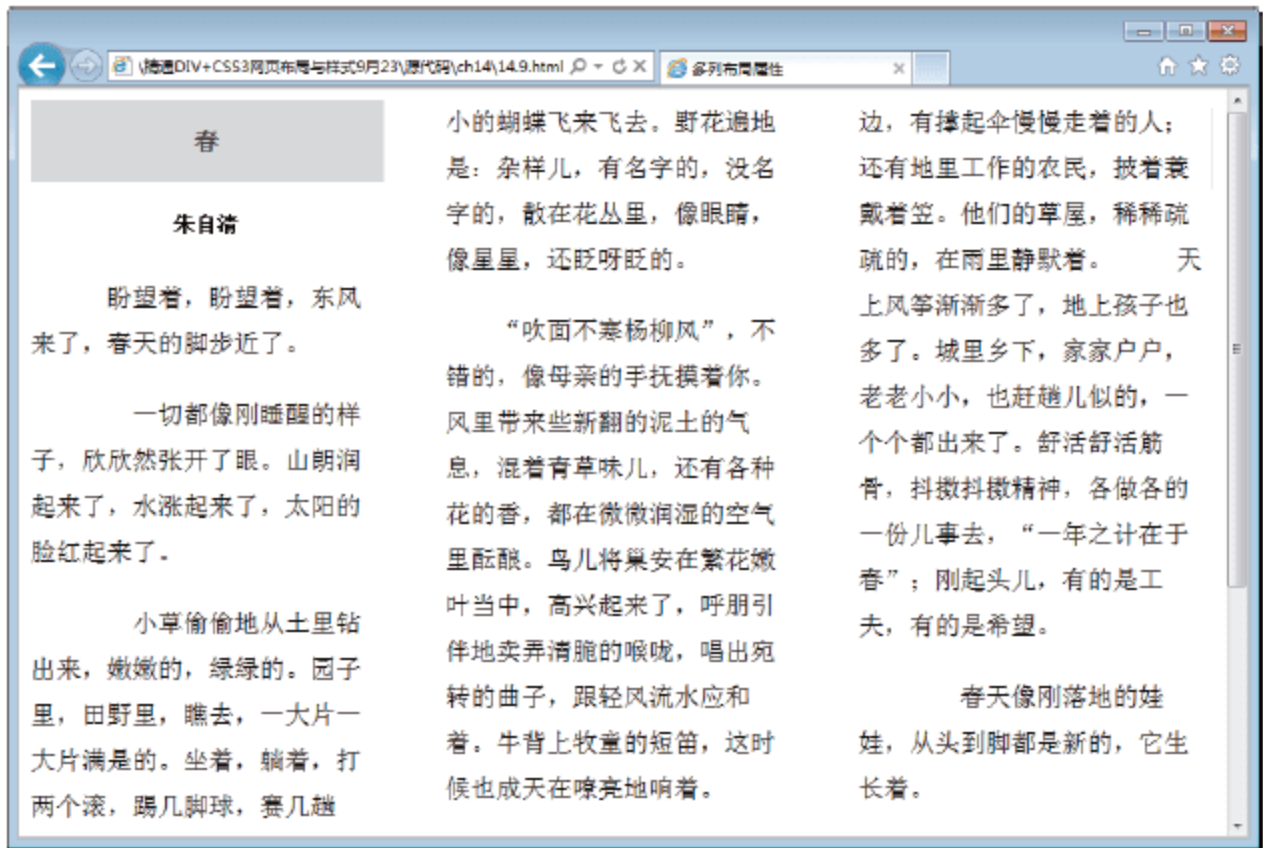 \精通DIV+CSS3网页布局与样式9月23\源代码\ch14\14.9.html
多列布局属性
春
朱自清
盼望着，盼望着，东风
来了，春天的脚步近了。
一切都像刚睡醒的样
子，欣欣然张开了眼。山朗润
起来了，水涨起来了，太阳的
脸红起来了。
小草偷偷地从土里钻
出来，嫩嫩的，绿绿的。园子
里，田野里，瞧去，一大片一
大片满是的。坐着，躺着，打
两个滚，踢几脚球，赛几趟
小的蝴蝶飞来飞去。野花遍地
是：杂样儿，有名字的，没名
字的，散在花丛里，像眼睛，
像星星，还眨呀眨的。
“吹面不寒杨柳风”，不
错的，像母亲的手抚摸着你。
风里带来些新翻的泥土的气
息，混着青草味儿，还有各种
花的香，都在微微润湿的空气
里酝酿。鸟儿将巢安在繁花嫩
叶当中，高兴起来了，呼朋引
伴地卖弄清脆的喉咙，唱出宛
转的曲子，跟轻风流水应和
着。牛背上牧童的短笛，这时
候也成天在嘹亮地响着。
边，有撑起伞慢慢走着的人；
还有地里工作的农民，披着蓑
戴着笠。他们的草屋，稀稀疏
疏的，在雨里静默着。 天
上风筝渐渐多了，地上孩子也
多了。城里乡下，家家户户，
老老小小，也赶趟儿似的，一
个个都出来了。舒活舒活筋
骨，抖擞抖擞精神，各做各的
一份儿事去，“一年之计在于
春”；刚起头儿，有的是工
夫，有的是希望。
春天像刚落地的娃
娃，从头到脚都是新的，它生
长着。